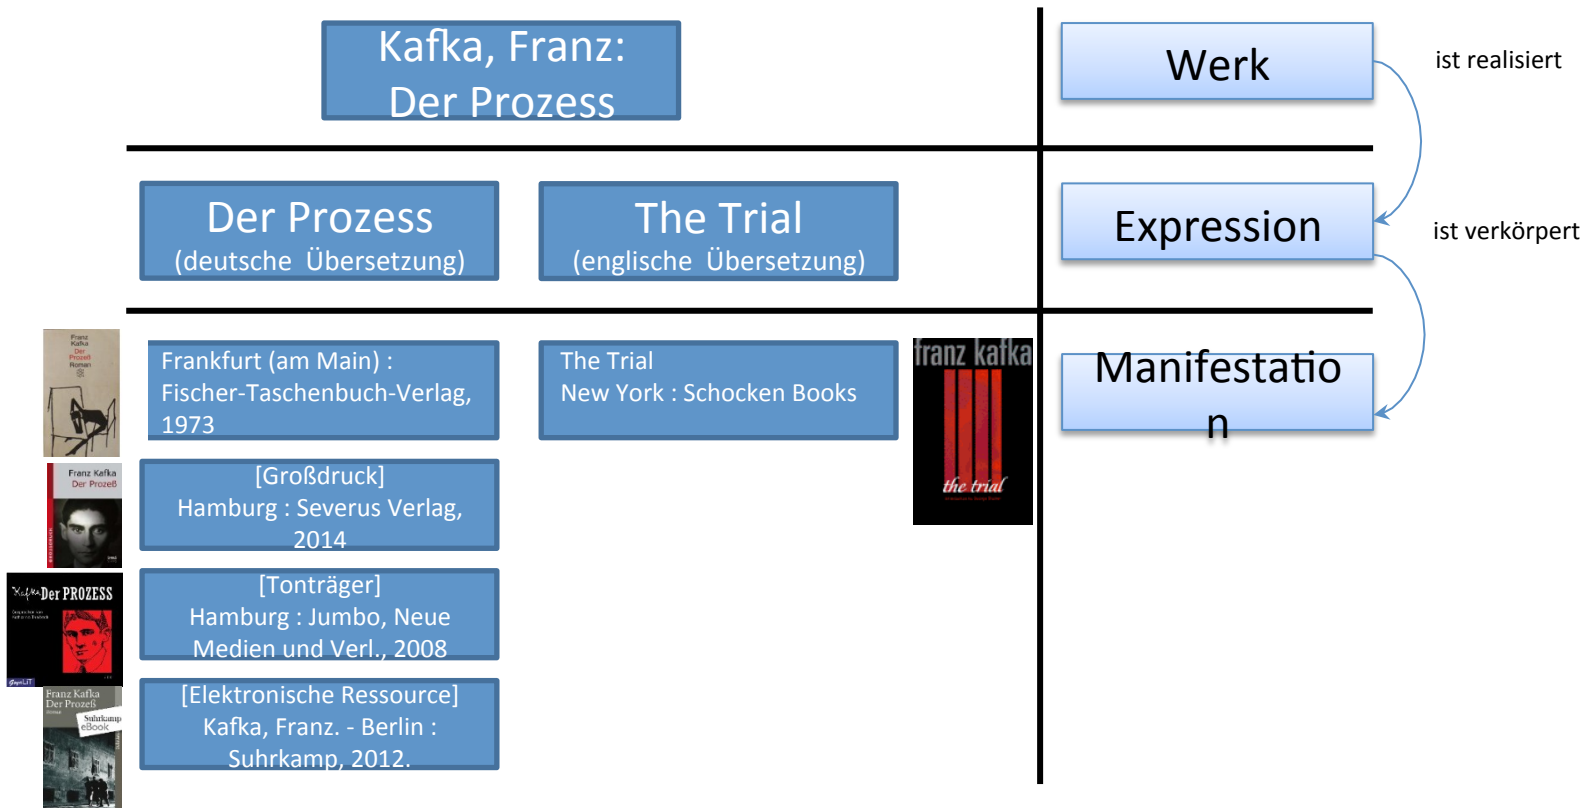 Kafka, Franz:
Der Prozess
Werk
ist realisiert
Der Prozess
(deutsche Übersetzung)
The Trial
(englische Übersetzung)
Expression
ist verkörpert
Franz
Kafka
Der
Prozeß
Roman
Frankfurt (am Main) :
Fischer-Taschenbuch-Verlag,
1973
The Trial
New York : Schocken Books
franz kafka
the trial
Manifestatio
n
Franz Kafka
Der Prozeß
[Großdruck]
Hamburg : Severus Verlag,
2014
Kafka Der PROZESS
[Tonträger]
Hamburg : Jumbo, Neue
Medien und Verl., 2008
Franz Kafka
Der Prozeß
Suhrkamp
eBook
[Elektronische Ressource]
Kafka, Franz. - Berlin :
Suhrkamp, 2012.